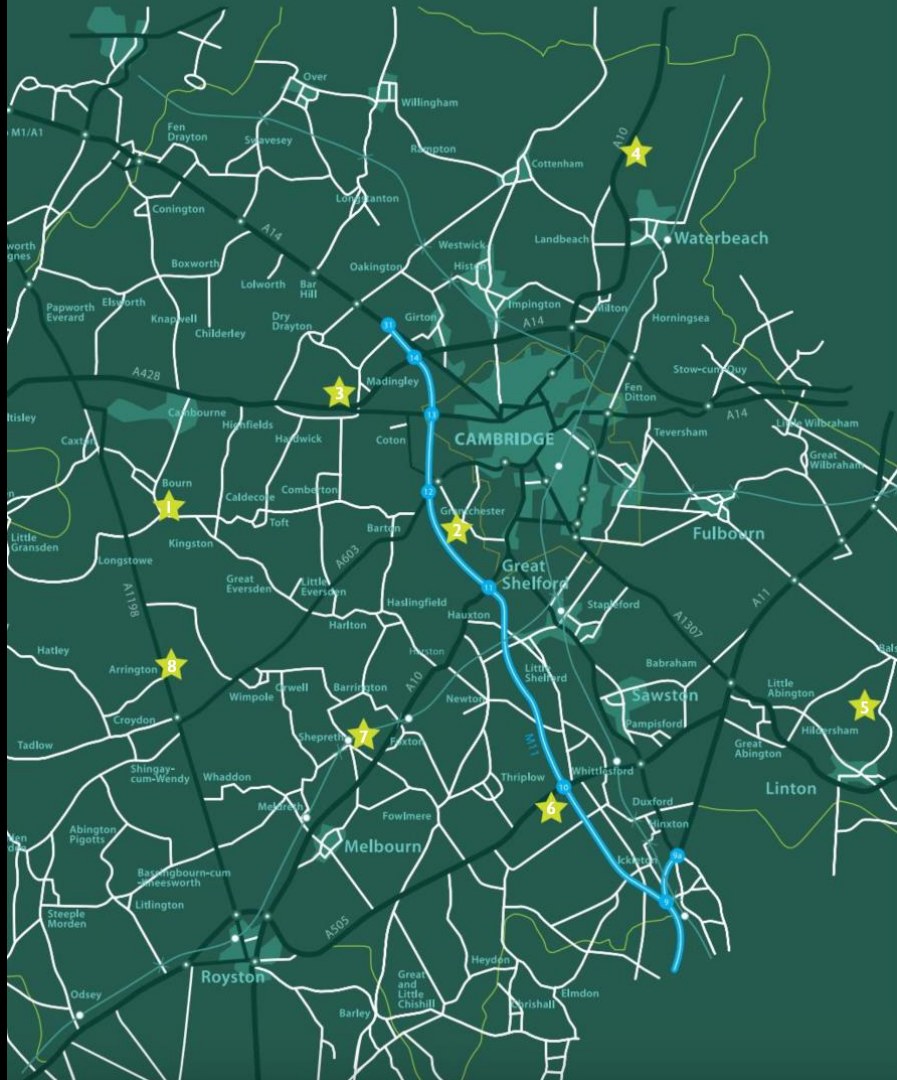 Over
Willingham
M1/A1
Fen
Drayton
Swavesey
Rampton
A10
4
Cottenham
Longstanton
Conington
A14
Westwick
Landbeach
Waterbeach
Boxworth
Oakington
Histon
Lolworth
Bar
Hill
Papworth
Everard
Elsworth
Knapwell
Childerley
Dry
Drayton
Girton
Impington
Milton
Horningsea
31
A14
14
Stow-cum-Quy
A428
3
Madingley
Fen
Ditton
Cambourne
Highfields
Hardwick
Coton
13
CAMBRIDGE
A14
Little Wilbraham
Caxton
Teversham
Great
Wilbraham
Bourn
1
Caldecote
Comberton
12
Grantchester
2
Toft
Barton
Fulbourn
Little
Gransden
Kingston
Longstowe
A603
Great
Shelford
11
A1198
Great
Eversden
Little
Eversden
Haslingfield
Hauxton
Stapleford
A1307
A11
Harlton
Hatley
Arrington
8
Harston
Little
Shelford
Babraham
Wimpole
Orwell
Barrington
A10
Newton
Sawston
Little
Abington
5
Croydon
Pampisford
Hildersham
Tadlow
Shepreth
7
Foxton
M11
Great
Abington
Shingay-
cum-Wendy
Whaddon
Thriplow
10
Whittlesford
Linton
Meldreth
6
Duxford
Fowlmere
Hinxton
Abington
Pigotts
Melbourn
Ickleton
9a
Bassingbourn-cum
-Kneesworth
Litlington
9
Steeple
Morden
A505
Royston
Heydon
Great
and
Little
Chishill
Elmdon
Odsey
Chrishall
Barley